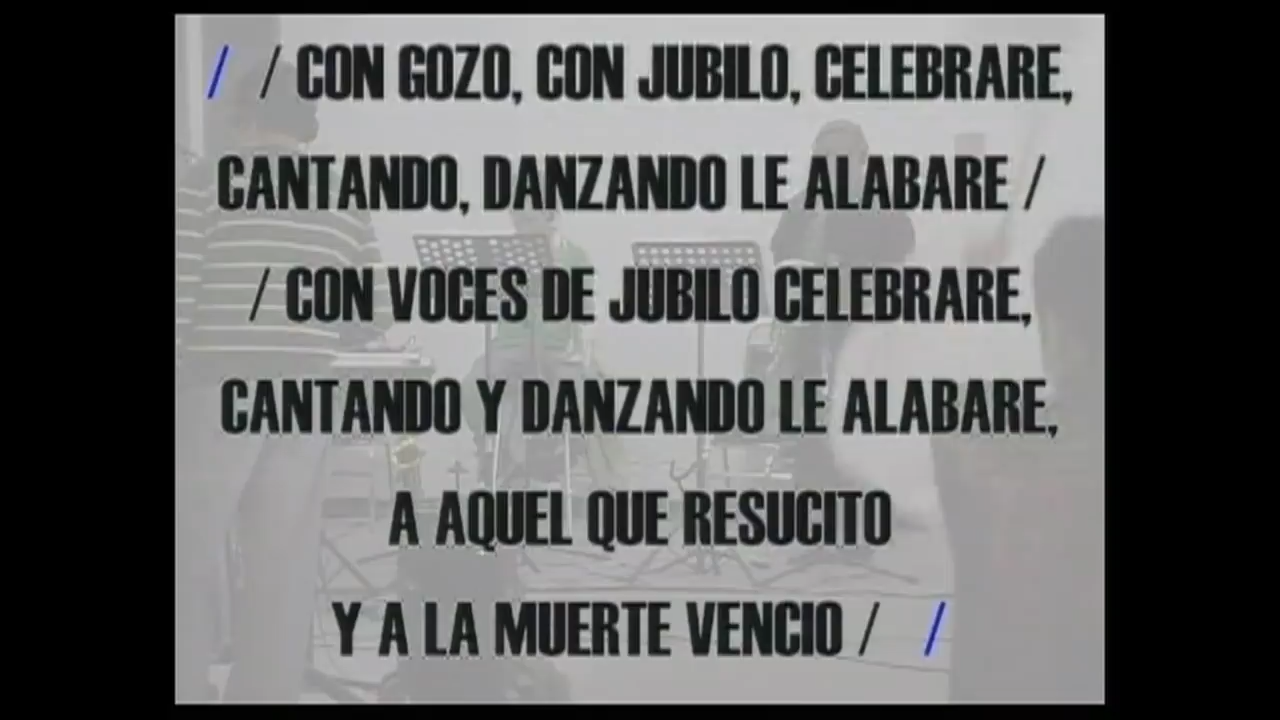 / / CON GOZO, CON JUBILO, CELEBRARE,
CANTANDO, DANZANDO LE ALABARE /
/ CON VOCES DE JUBILO CELEBRARE,
CANTANDO Y DANZANDO LE ALABARE,
A AQUEL QUE RESUCITO
Y A LA MUERTE VENCIO / /